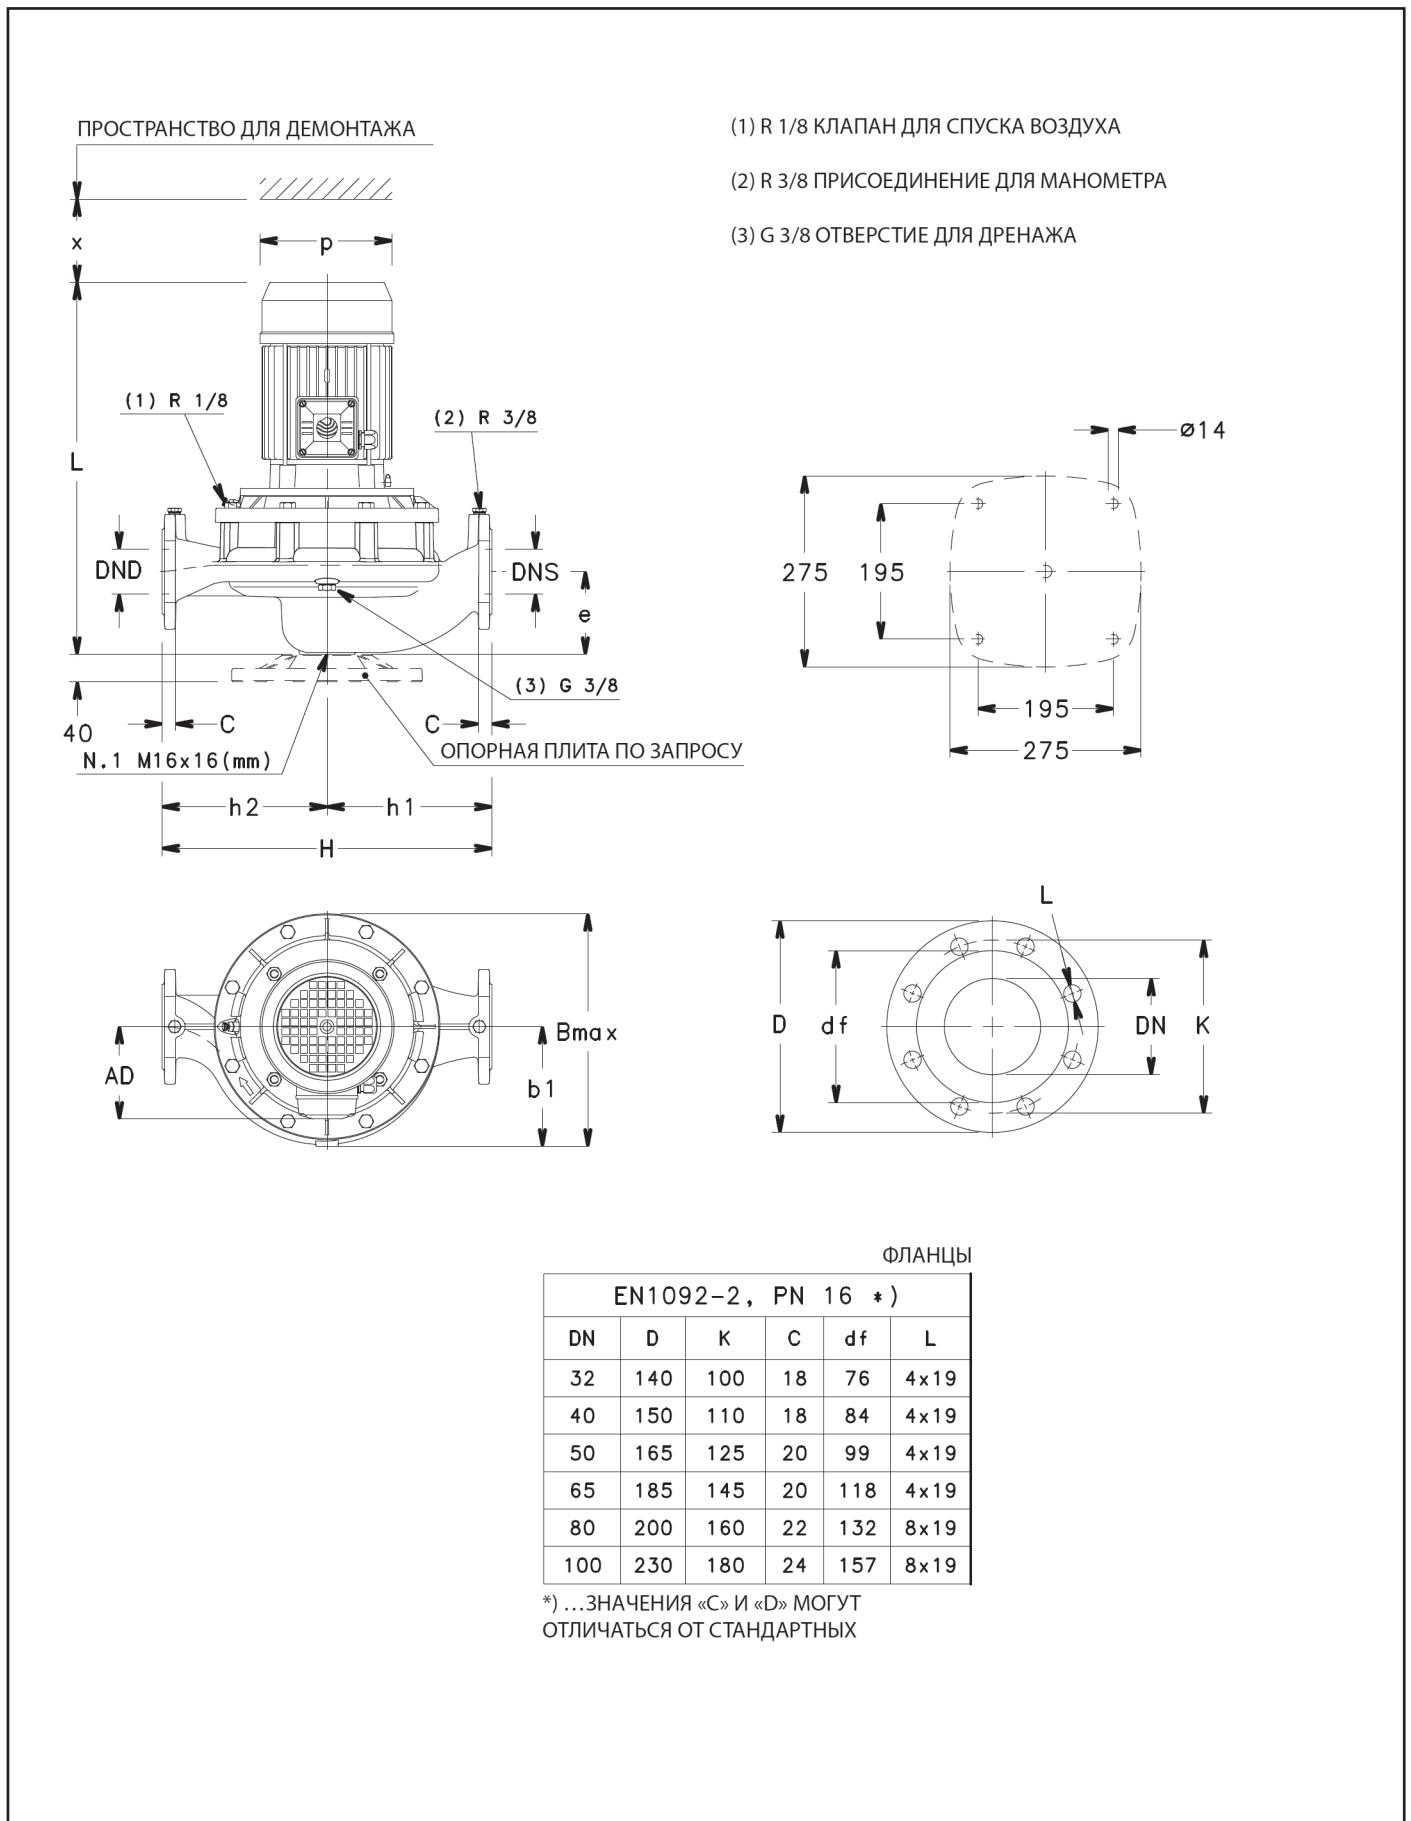 ПРОСТРАНСТВО ДЛЯ ДЕМОНТАЖА
(1) R 1/8 КЛАПАН ДЛЯ СПУСКА ВОЗДУХА
(2) R 3/8 ПРИСОЕДИНЕНИЕ ДЛЯ МАНОМЕТРА
(3) G 3/8 ОТВЕРСТИЕ ДЛЯ ДРЕНАЖА
x
p
(1) R 1/8
(2) R 3/8
L
DND
DNS
e
(3) G 3/8
40
C
C
N.1 M16x16(mm)
ОПОРНАЯ ПЛИТА ПО ЗАПРОСУ
h2
h1
H
ø14
275
195
195
275
AD
Bmax
b1
L
D
df
DN
K
ФЛАНЦЫ
EN1092-2, PN 16 *)
DN D K C df L
32 140 100 18 76 4x19
40 150 110 18 84 4x19
50 165 125 20 99 4x19
65 185 145 20 118 4x19
80 200 160 22 132 8x19
100 230 180 24 157 8x19
*) …ЗНАЧЕНИЯ «C» И «D» МОГУТ
ОТЛИЧАТЬСЯ ОТ СТАНДАРТНЫХ